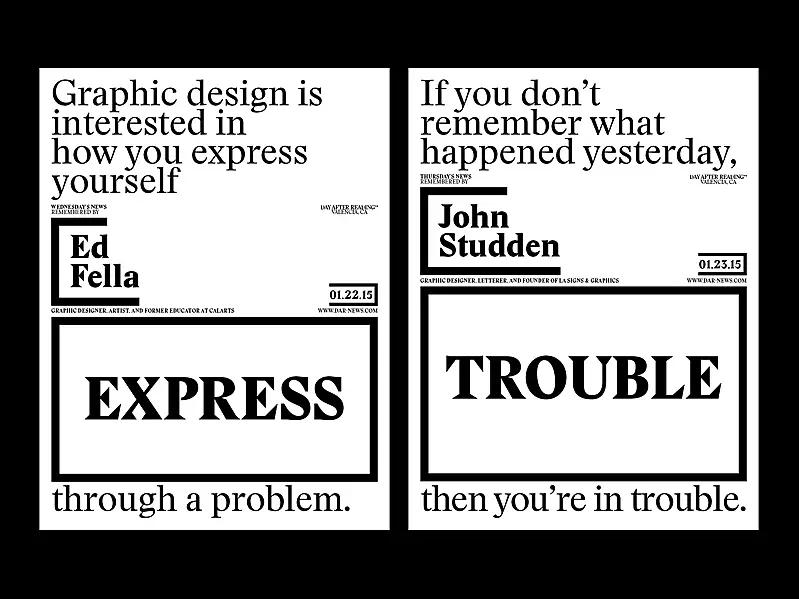 Graphic design is
interested in
how you express
yourself
WEDNESDAY'S NEWS
REMEMBERED BY
DAY AFTER READING™
VALENCIA, CA
Ed
Fella
01.22.15
GRAPHIC DESIGNER, ARTIST, AND FORMER EDUCATOR AT CALARTS
WWW.DAR-NEWS.COM
EXPRESS
through a problem.
If you don't
remember what
happened yesterday,
THURSDAY'S NEWS
REMEMBERED BY
DAY AFTER READING™
VALENCIA, CA
John
Studden
01.23.15
GRAPHIC DESIGNER, LETTERER, AND FOUNDER OF LA SIGNS & GRAPHICS
WWW.DAR-NEWS.COM
TROUBLE
then you're in trouble.